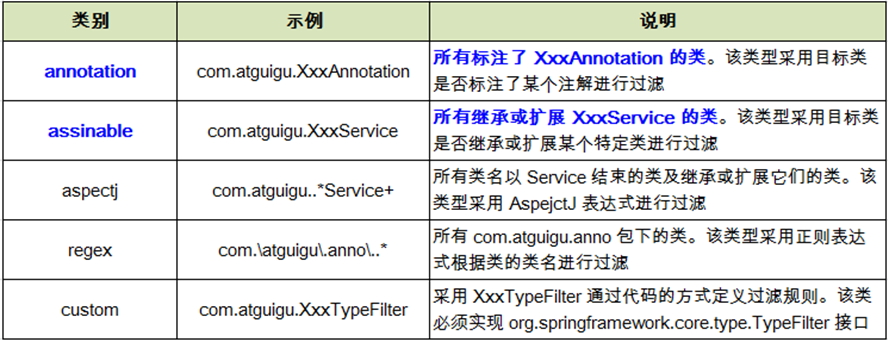 类别 示例 说明
annotation com.atguigu.XxxAnnotation 所有标注了 XxxAnnotation 的类。该类型采用目标类
是否标注了某个注解进行过滤
assinable com.atguigu.XxxService 所有继承或扩展 XxxService 的类。该类型采用目标类
是否继承或扩展某个特定类进行过滤
aspectj com.atguigu..*Service+ 所有类名以 Service 结束的类及继承或扩展它们的类。该
类型采用 AspejctJ 表达式进行过滤
regex com.\atguigu\.anno\..* 所有 com.atguigu.anno 包下的类。该类型采用正则表达
式根据类的类名进行过滤
custom com.atguigu.XxxTypeFilter 采用 XxxTypeFilter 通过代码的方式定义过滤规则。该类
必须实现 org.springframework.core.type.TypeFilter 接口